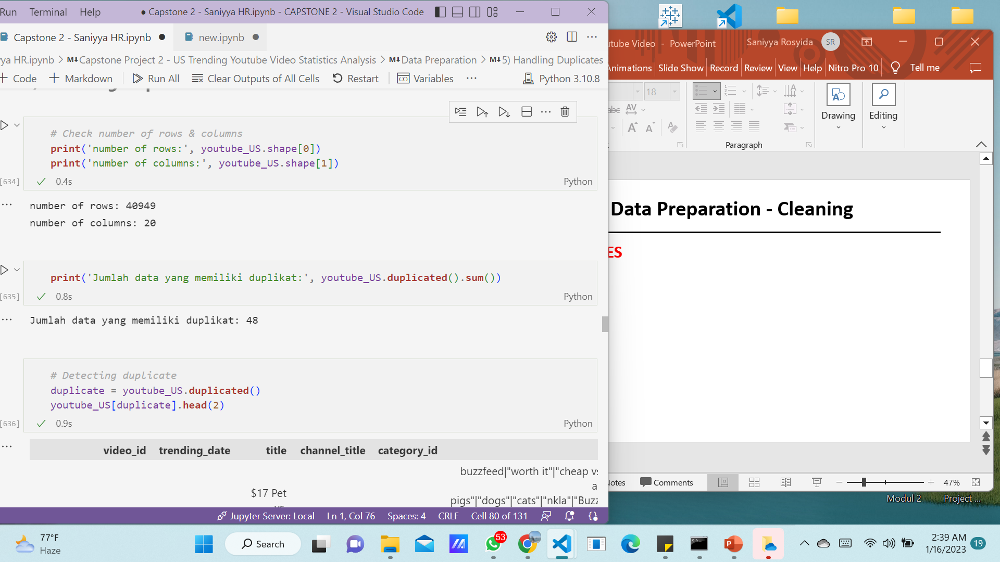 Run Terminal Help
● Capstone 2 - Saniyya HR.ipynb - CAPSTONE 2 - Visual Studio Code
Capstone 2 - Saniyya HR.ipynb ●
new.ipynb ●
ya HR.ipynb > M↓Capstone Project 2 - US Trending Youtube Video Statistics Analysis > M↓Data Preparation > M↓5) Handling Duplicates
+ Code + Markdown Run All Clear Outputs of All Cells Restart Variables ··· Python 3.10.8
# Check number of rows & columns
print('number of rows:', youtube_US.shape[0])
print('number of columns:', youtube_US.shape[1])
[634] 0.4s Python
number of rows: 40949
number of columns: 20
print('Jumlah data yang memiliki duplikat:', youtube_US.duplicated().sum())
[635] 0.8s Python
Jumlah data yang memiliki duplikat: 48
# Detecting duplicate
duplicate = youtube_US.duplicated()
youtube_US[duplicate].head(2)
[636] 0.9s Python
video_id trending_date title channel_title category_id
buzzfeed|"worth it"|"cheap vs
a
$17 Pet
vs
pigs"|"dogs"|"cats"|"nkla"|"Buzz
Jupyter Server: Local Ln 1, Col 76 Spaces: 4 CRLF Cell 80 of 131
utube Video - PowerPoint Saniyya Rosyida SR
Animations Slide Show Record Review View Help Nitro Pro 10 Tell me
18
abc AV
A A
Drawing Editing
Paragraph
Data Preparation - Cleaning
ES
Notes Comments 47%
Modul 2 Project ...
77°F
Haze
Search
53
2:39 AM
1/16/2023
19